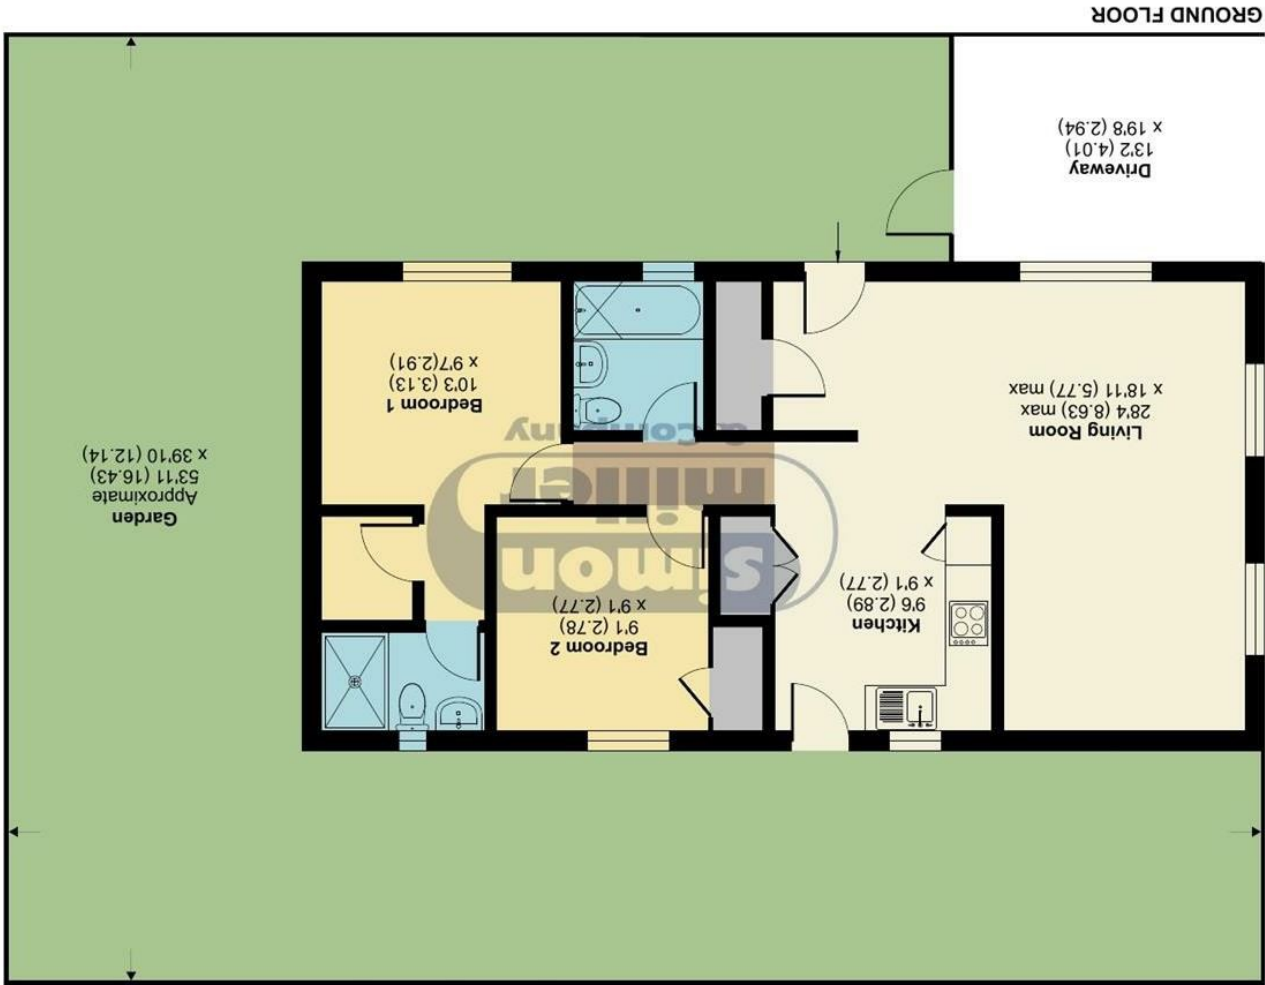 Kitchen
9'6 (2.89)
x 9'1 (2.77)
Bedroom 2
9'1 (2.78)
x 9'1 (2.77)
simon
miller
& company
Garden
Approximate
53'11 (16.43)
x 39'10 (12.14)
Living Room
28'4 (8.63) max
x 18'11 (5.77) max
Bedroom 1
10'3 (3.13)
x 9'7(2.91)
Driveway
13'2 (4.01)
x 19'8 (2.94)
GROUND FLOOR